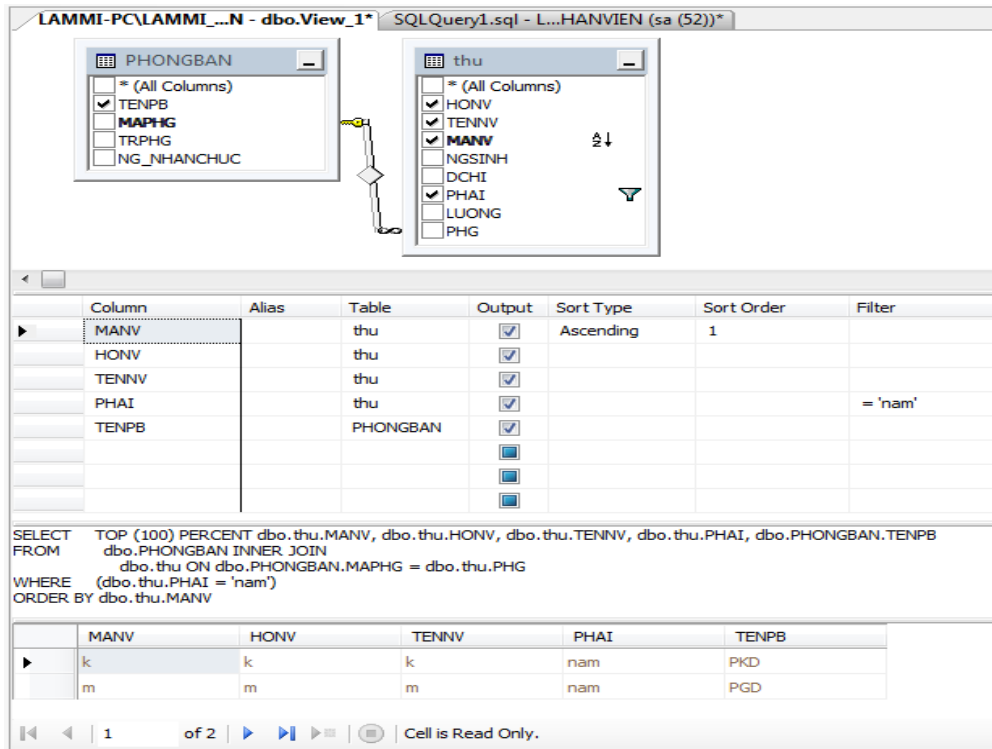 LAMMI-PC\LAMMI_...N - dbo.View_1* SQLQuery1.sql - L...HANVIEN (sa (52))*
PHONGBAN
* (All Columns)
TENPB
MAPHG
TRPHG
NG_NHANCHUC
thu
* (All Columns)
HONV
TENNV
MANV
NGSINH
DCHI
PHAI
LUONG
PHG
Column Alias Table Output Sort Type Sort Order Filter
MANV thu Ascending 1
HONV thu
TENNV thu
PHAI thu = 'nam'
TENPB PHONGBAN
SELECT TOP (100) PERCENT dbo.thu.MANV, dbo.thu.HONV, dbo.thu.TENNV, dbo.thu.PHAI, dbo.PHONGBAN.TENPB
FROM dbo.PHONGBAN INNER JOIN
dbo.thu ON dbo.PHONGBAN.MAPHG = dbo.thu.PHG
WHERE (dbo.thu.PHAI = 'nam')
ORDER BY dbo.thu.MANV
MANV HONV TENNV PHAI TENPB
k k k nam PKD
m m m nam PGD
1 of 2 Cell is Read Only.